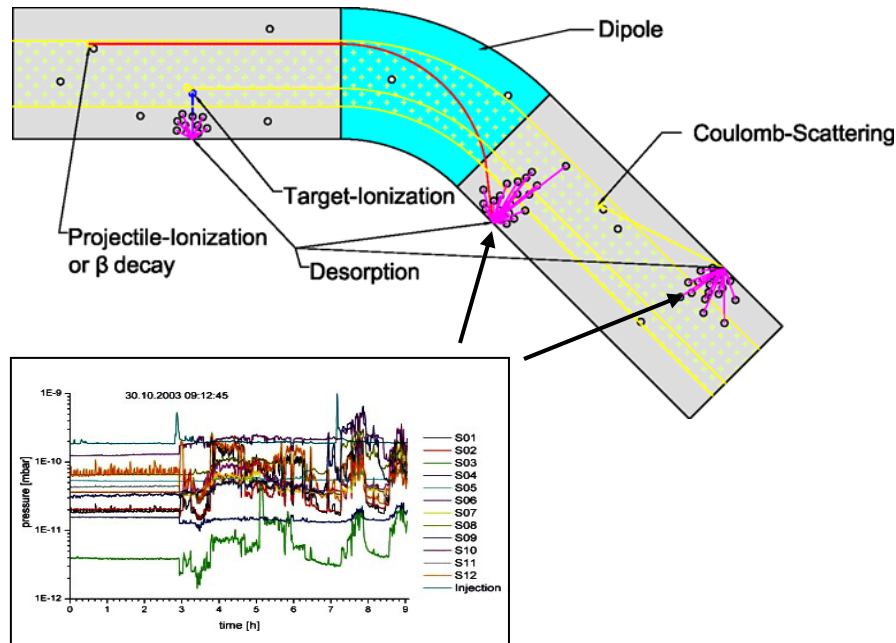 Dipole
Coulomb-Scattering
Target-Ionization
Projectile-Ionization
or β decay
Desorption
30.10.2003 09:12:45
1E-9
1E-10
1E-11
1E-12
pressure [mbar]
0 1 2 3 4 5 6 7 8 9
time [h]
S01
S02
S03
S04
S05
S06
S07
S08
S09
S10
S11
S12
Injection